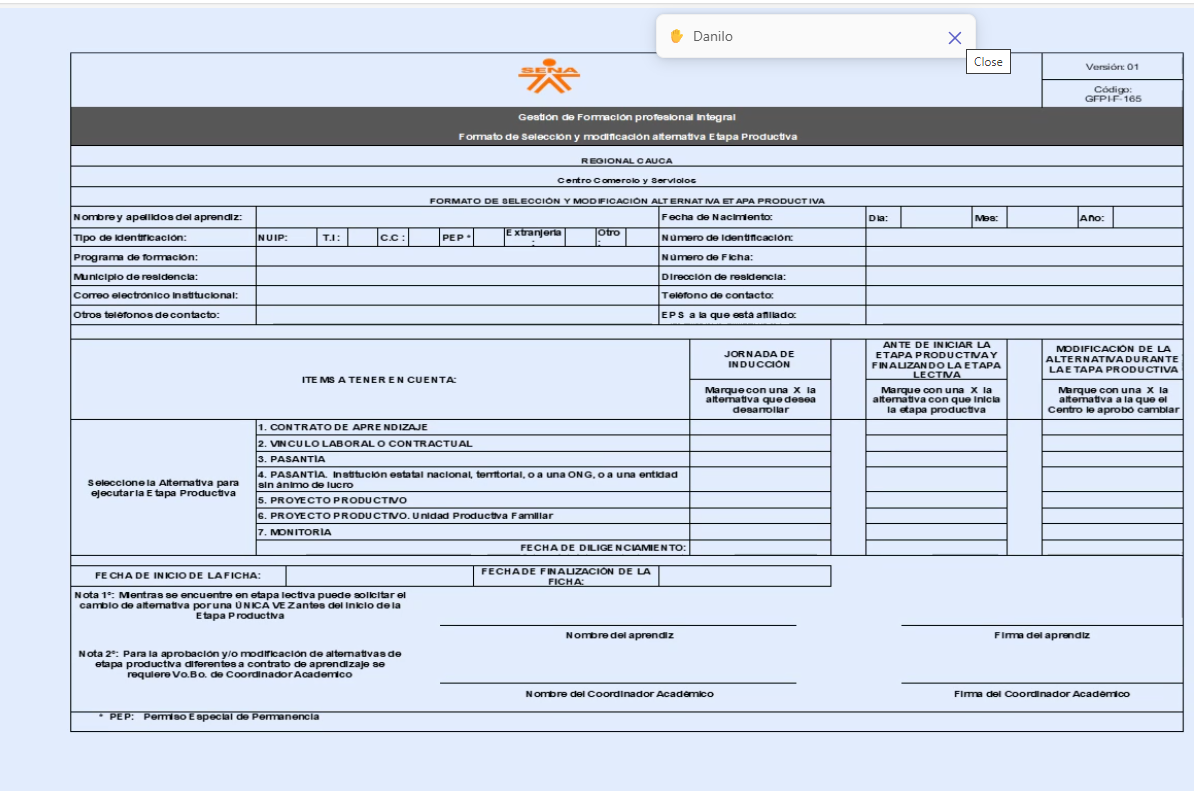 Danilo
Close
SENA
Versión: 01
Código:
GFPI-F-165
Gestión de Formación profesional Integral
Formato de Selección y modificación alternativa Etapa Productiva
REGIONAL CAUCA
Centro Comercio y Servicios
FORMATO DE SELECCIÓN Y MODIFICACIÓN ALTERNATIVA ETAPA PRODUCTIVA
Nombre y apellidos del aprendiz: Fecha de Nacimiento: Dia: Mes: Año:
Tipo de identificación: NUIP: T.I: C.C: PEP * Extranjería : Otro : Número de identificación:
Programa de formación: Número de Ficha:
Municipio de residencia: Dirección de residencia:
Correo electrónico institucional: Teléfono de contacto:
Otros teléfonos de contacto: EPS a la que está afiliado:
ITEMS A TENER EN CUENTA:
JORNADA DE
INDUCCIÓN
Marque con una X la
alternativa que desea
desarrollar
ANTE DE INICIAR LA
ETAPA PRODUCTIVA Y
FINALIZANDO LA ETAPA
LECTIVA
Marque con una X la
alternativa con que inicia
la etapa productiva
MODIFICACIÓN DE LA
ALTERNATIVA DURANTE
LA ETAPA PRODUCTIVA
Marque con una X la
alternativa a la que el
Centro le aprobó cambiar
Seleccione la Alternativa para
ejecutar la Etapa Productiva
1. CONTRATO DE APRENDIZAJE
2. VINCULO LABORAL O CONTRACTUAL
3. PASANTÍA
4. PASANTÍA. Institución estatal nacional, territorial, o a una ONG, o a una entidad
sin ánimo de lucro
5. PROYECTO PRODUCTIVO
6. PROYECTO PRODUCTIVO. Unidad Productiva Familiar
7. MONITORÍA
FECHA DE DILIGENCIAMIENTO:
FECHA DE INICIO DE LA FICHA:
FECHA DE FINALIZACIÓN DE LA
FICHA:
Nota 1°: Mientras se encuentre en etapa lectiva puede solicitar el
cambio de alternativa por una ÚNICA VEZ antes del inicio de la
Etapa Productiva
Nombre del aprendiz Firma del aprendiz
Nota 2°: Para la aprobación y/o modificación de alternativas de
etapa productiva diferentes a contrato de aprendizaje se
requiere Vo.Bo. de Coordinador Academico
Nombre del Coordinador Académico Firma del Coordinador Académico
* PEP: Permiso Especial de Permanencia